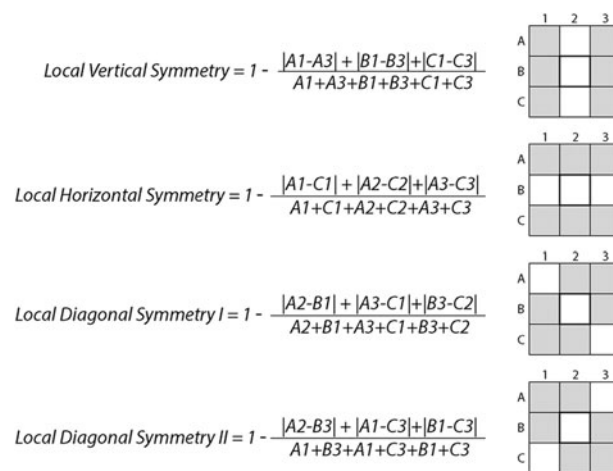 1 2 3
A
|A1-A3| + |B1-B3|+|C1-C3|
Local Vertical Symmetry = 1 - B
A1+A3+B1+B3+C1+C3
C
1 2 3
A
|A1-C1| + |A2-C2|+|A3-C3|
Local Horizontal Symmetry = 1 - B
A1+C1+A2+C2+A3+C3
C
1 2 3
A
|A2-B1| + |A3-C1|+|B3-C2|
Local Diagonal Symmetry I = 1 - B
A2+B1+A3+C1+B3+C2
C
1 2 3
A
|A2-B3| + |A1-C3|+|B1-C3|
Local Diagonal Symmetry II = 1 - B
A1+B3+A1+C3+B1+C3
C